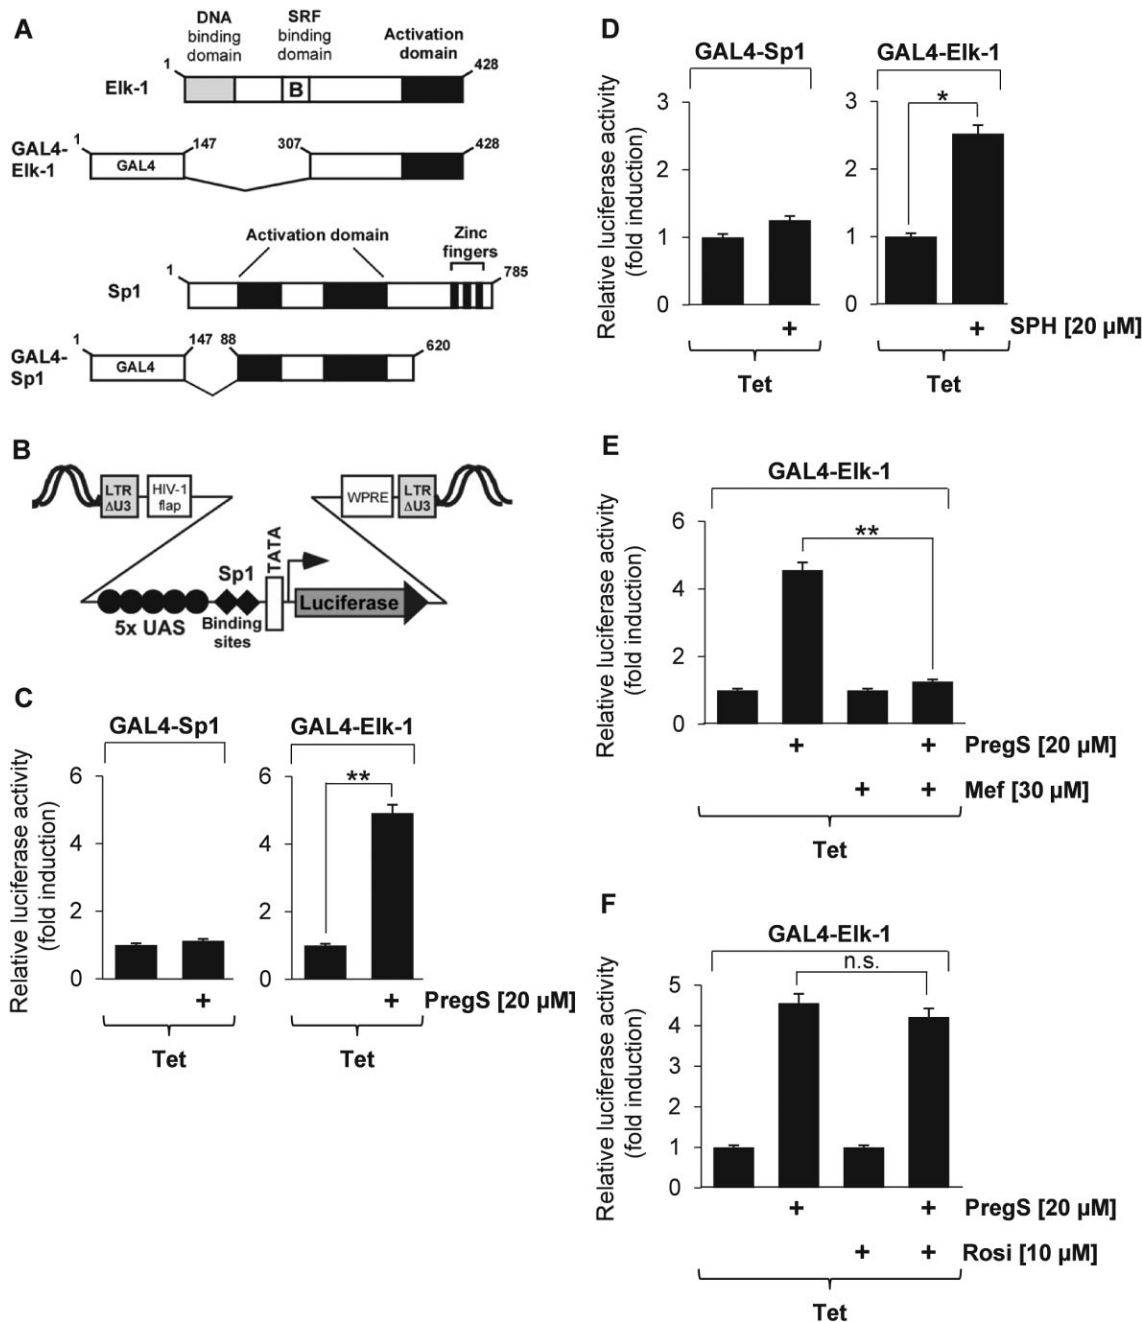 A
DNA
binding
domain
SRF
binding
domain
Activation
domain
1
428
Elk-1
B
1
147
307
428
GAL4-
Elk-1
GAL4
Activation domain
Zinc
fingers
1
785
Sp1
1
147
88
620
GAL4-
Sp1
GAL4
B
LTR
ΔU3
HIV-1
flap
WPRE
LTR
ΔU3
TATA
Sp1
Luciferase
5x UAS
Binding
sites
C
GAL4-Sp1
GAL4-Elk-1
Relative luciferase activity
(fold induction)
6
4
2
0
6
**
4
2
0
+
+
PregS [20 µM]
Tet
Tet
D
GAL4-Sp1
GAL4-Elk-1
Relative luciferase activity
(fold induction)
3
2
1
0
3
*
2
1
0
+
+
SPH [20 µM]
Tet
Tet
E
GAL4-Elk-1
Relative luciferase activity
(fold induction)
6
**
4
2
0
+
+
PregS [20 µM]
+
+
Mef [30 µM]
Tet
F
GAL4-Elk-1
n.s.
Relative luciferase activity
(fold induction)
5
4
3
2
1
0
+
+
PregS [20 µM]
+
+
Rosi [10 µM]
Tet